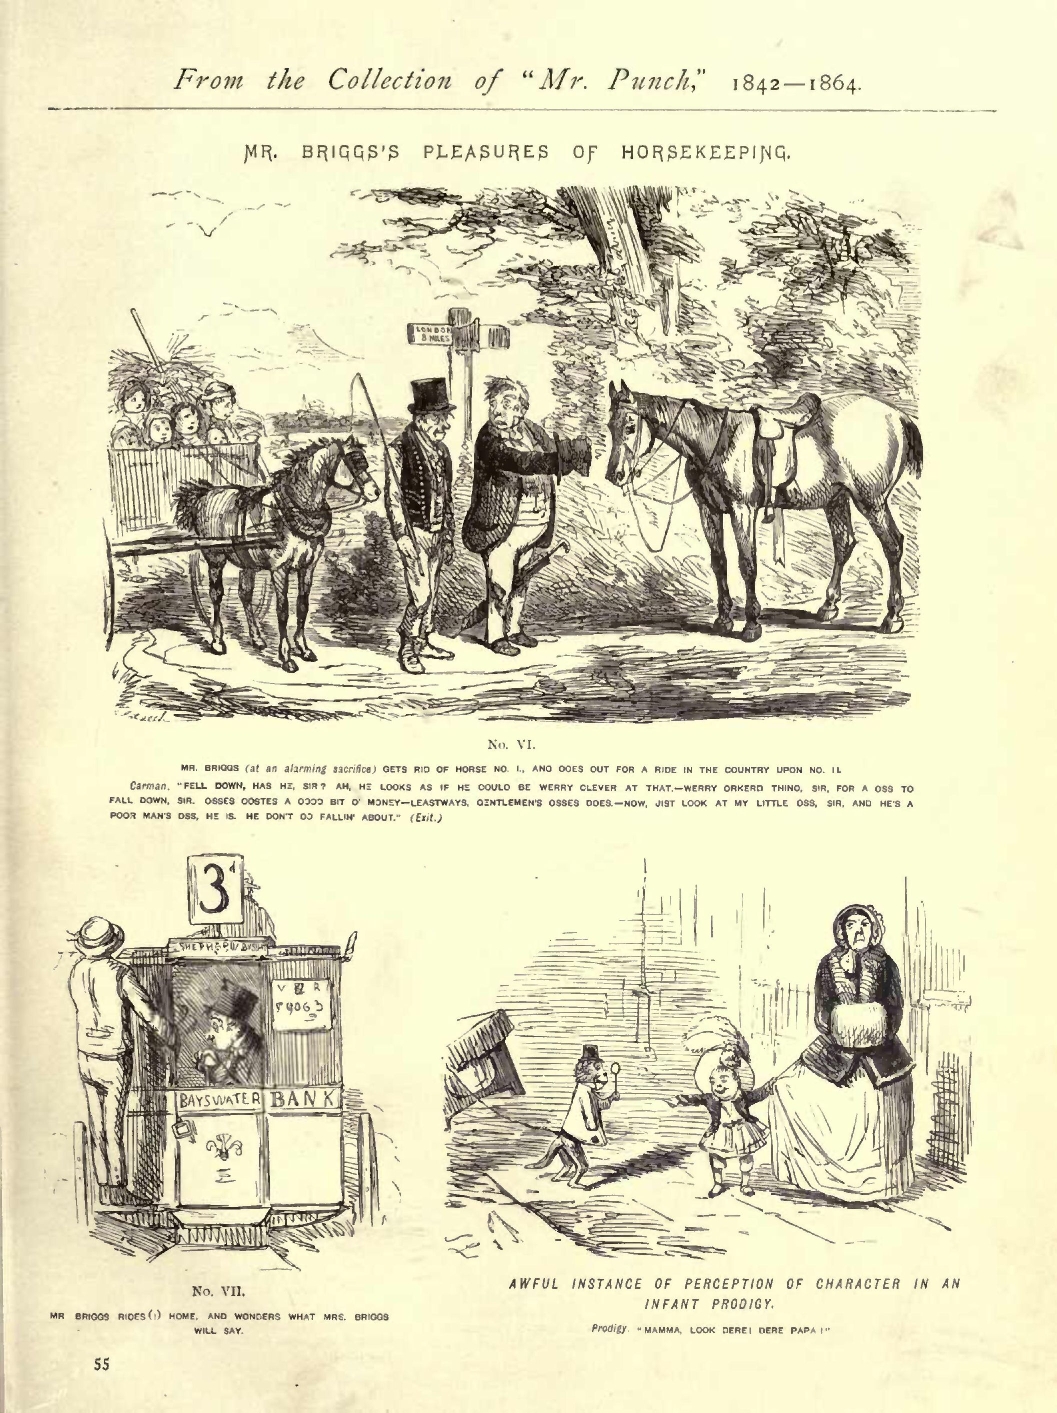 From the Collection of "Mr. Punch," 1842—1864.
MR. BRIGGS'S PLEASURES OF HORSEKEEPING.
LONDON
8 MILES
Leech
No. VI.
MR. BRIGGS (at an alarming sacrifice) GETS RID OF HORSE NO. I., AND GOES OUT FOR A RIDE IN THE COUNTRY UPON NO. II.
Carman. "FELL DOWN, HAS HE, SIR? AH, HE LOOKS AS IF HE COULD BE WERRY CLEVER AT THAT.—WERRY ORKERD THING, SIR, FOR A OSS TO
FALL DOWN, SIR. OSSES COSTES A GOOD BIT O' MONEY—LEASTWAYS, GENTLEMEN'S OSSES DOES.—NOW, JIST LOOK AT MY LITTLE OSS, SIR, AND HE'S A
POOR MAN'S OSS, HE IS. HE DON'T GO FALLIN' ABOUT." (Exit.)
3d
SHEPHERDS BUSH
V R
5906 3
BAYSWATER BANK
No. VII.
MR BRIGGS RIDES(!) HOME, AND WONDERS WHAT MRS. BRIGGS
WILL SAY.
AWFUL INSTANCE OF PERCEPTION OF CHARACTER IN AN
INFANT PRODIGY.
Prodigy. "MAMMA, LOOK DERE! DERE PAPA!"
55